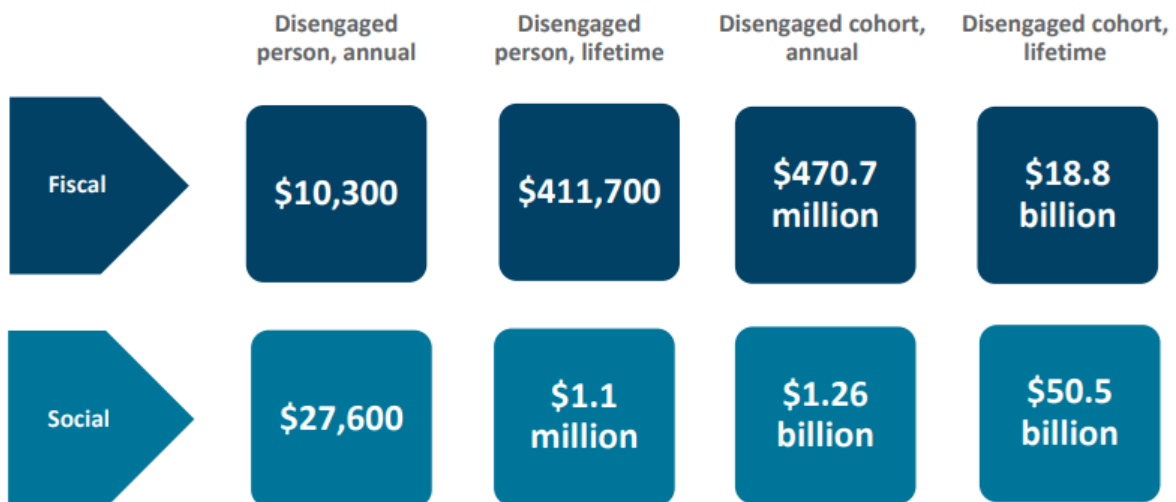 Disengaged
person, annual
Disengaged
person, lifetime
Disengaged cohort,
annual
Disengaged cohort,
lifetime
Fiscal
$10,300
$411,700
$470.7
million
$18.8
billion
Social
$27,600
$1.1
million
$1.26
billion
$50.5
billion